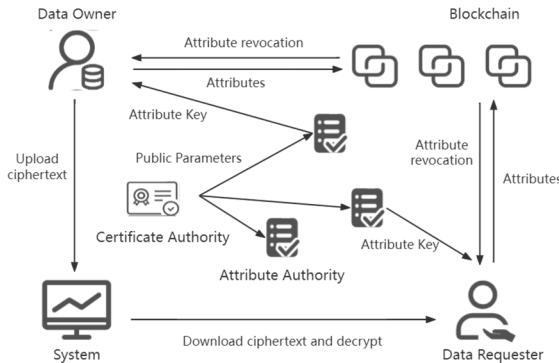 Data Owner
Blockchain
Attribute revocation
Attributes
Attribute Key
Upload
ciphertext
Public Parameters
Attribute
revocation
Attributes
Certificate Authority
Attribute Key
Attribute Authority
Download ciphertext and decrypt
System
Data Requester